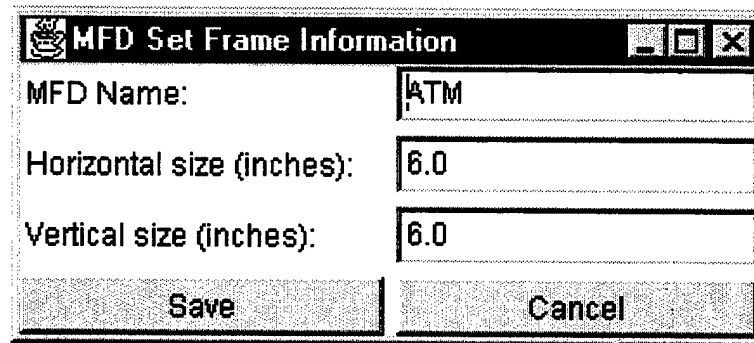 MFD Set Frame Information
MFD Name: ATM
Horizontal size (inches): 6.0
Vertical size (inches): 6.0
Save Cancel